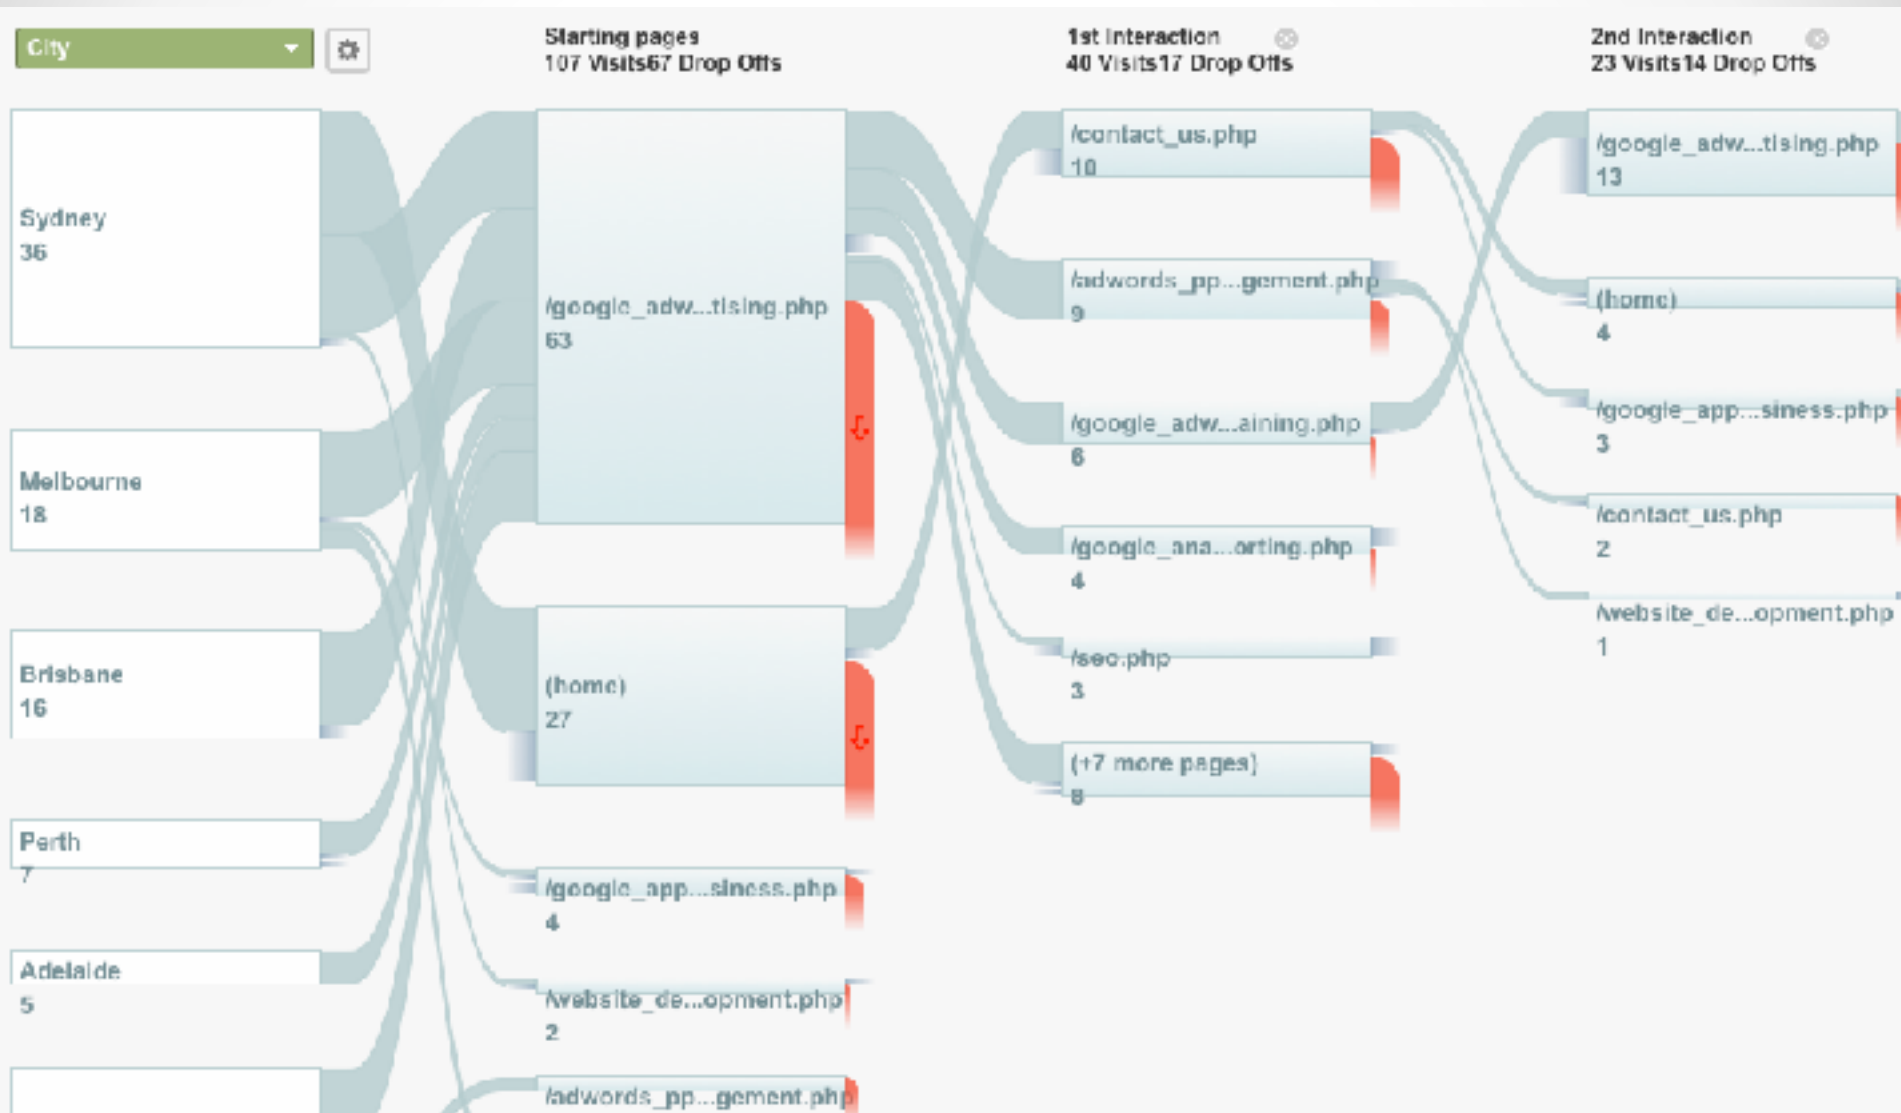 City
Starting pages
107 Visits67 Drop Offs
1st Interaction
40 Visits17 Drop Offs
2nd Interaction
23 Visits14 Drop Offs
Sydney
36
Melbourne
18
Brisbane
16
Perth
7
Adelaide
5
/google_adw...tising.php
63
(home)
27
/google_app...siness.php
4
/website_de...opment.php
2
/adwords_pp...gement.php
/contact_us.php
10
/adwords_pp...gement.php
9
/google_adw...aining.php
6
/google_ana...orting.php
4
/seo.php
3
(+7 more pages)
8
/google_adw...tising.php
13
(home)
4
/google_app...siness.php
3
/contact_us.php
2
/website_de...opment.php
1